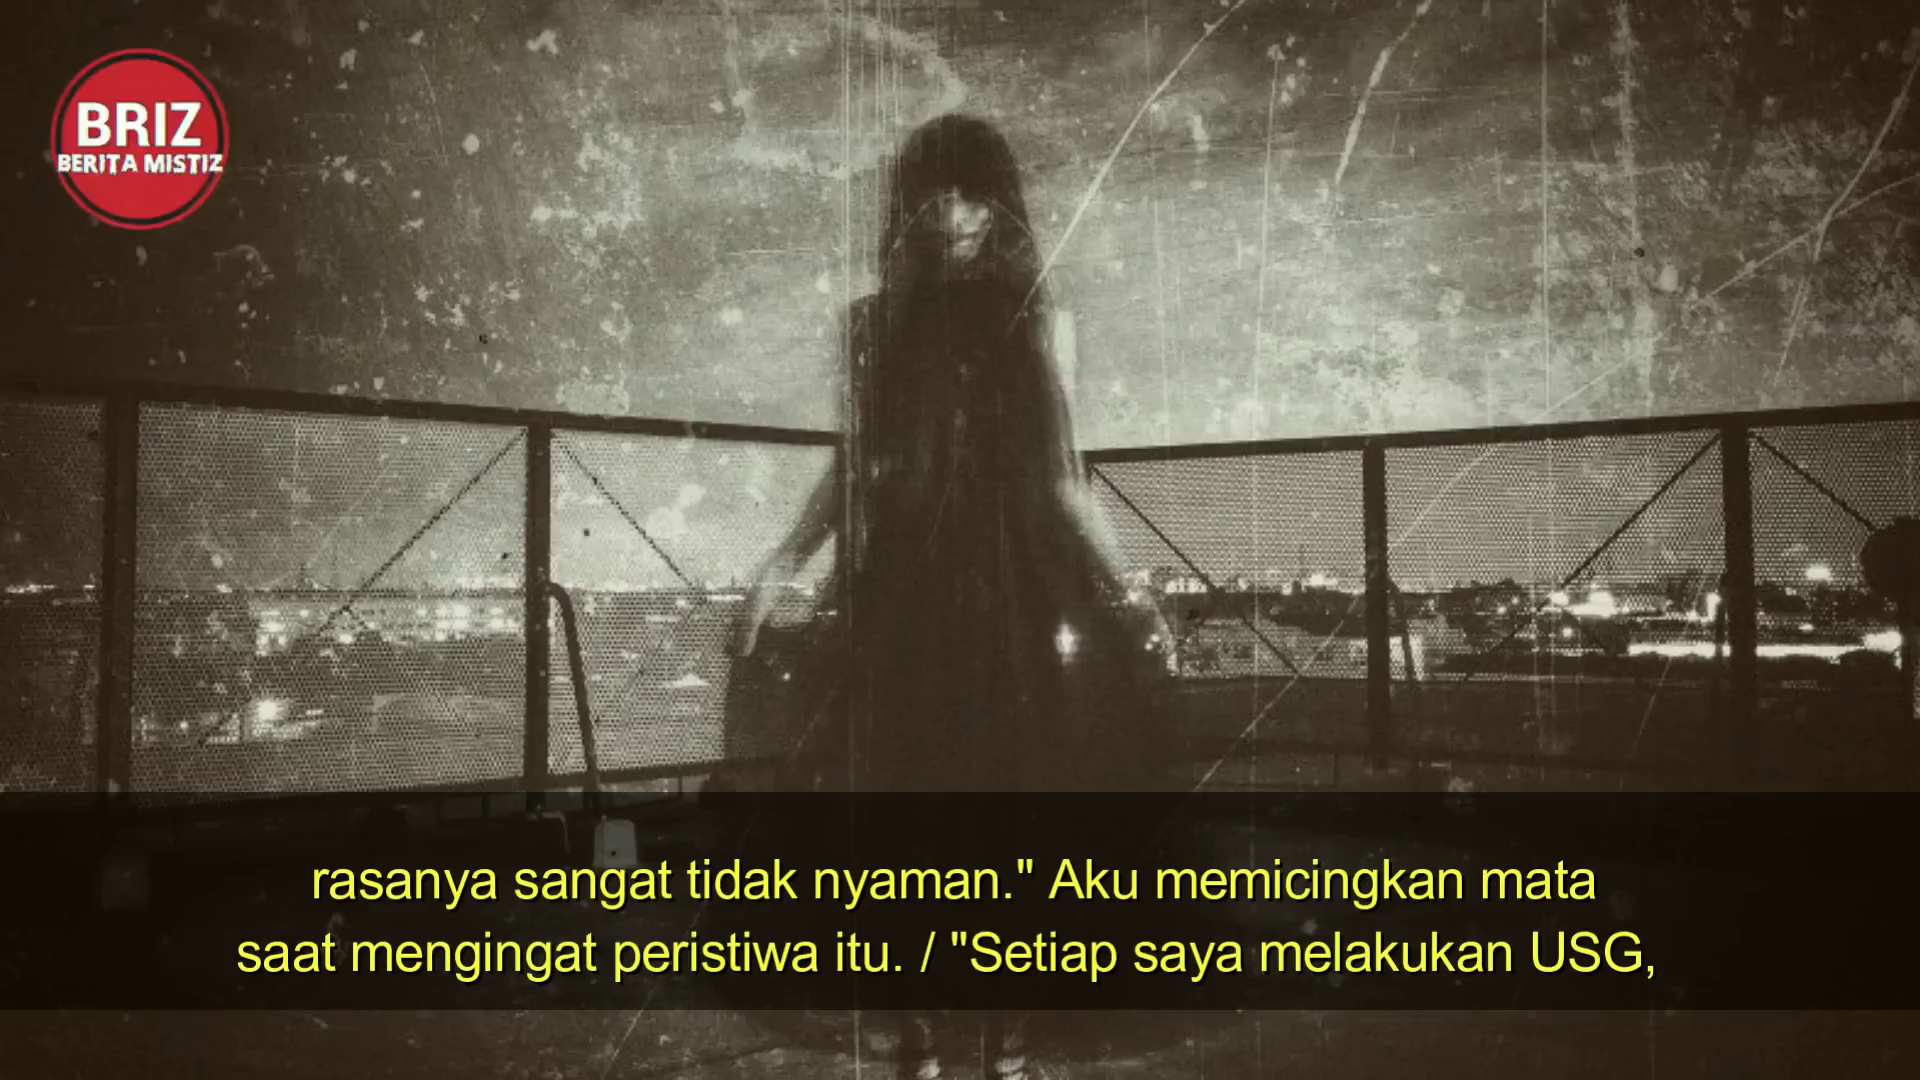 BRIZ
BERITA MISTIZ
rasanya sangat tidak nyaman." Aku memicingkan mata
saat mengingat peristiwa itu. / "Setiap saya melakukan USG,